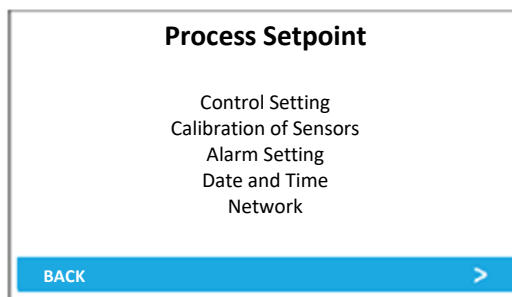 Process Setpoint
Control Setting
Calibration of Sensors
Alarm Setting
Date and Time
Network
BACK >